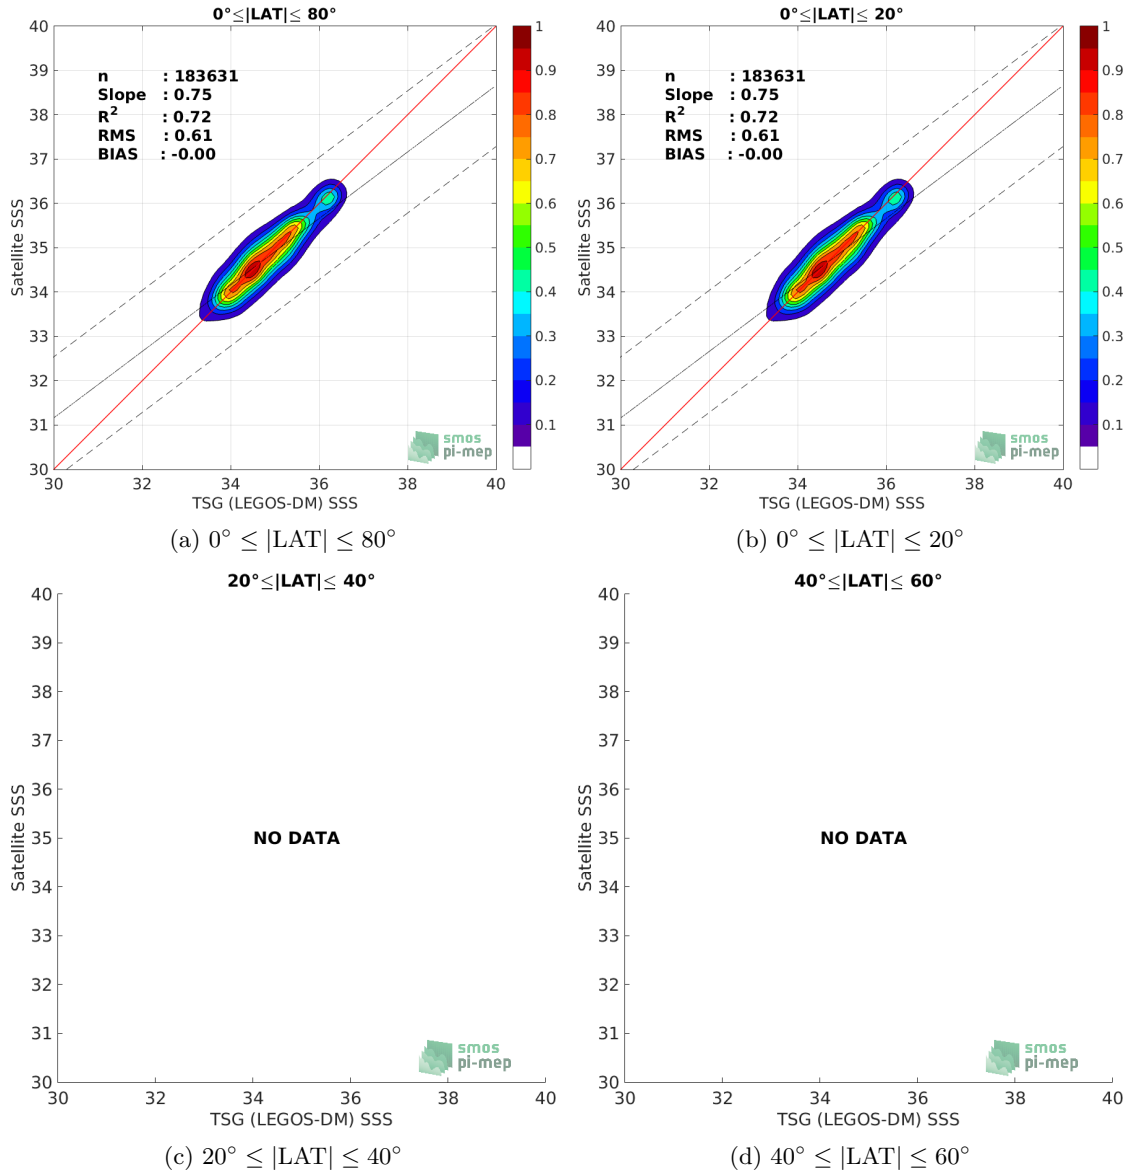 0°≤|LAT|≤ 80°
40
39
38
37
36
35
34
33
32
31
30
Satellite SSS
n : 183631
Slope : 0.75
R² : 0.72
RMS : 0.61
BIAS : -0.00
smos
pi-mep
30 32 34 36 38 40
TSG (LEGOS-DM) SSS
1
0.9
0.8
0.7
0.6
0.5
0.4
0.3
0.2
0.1
(a) 0° ≤ |LAT| ≤ 80°
0°≤|LAT|≤ 20°
40
39
38
37
36
35
34
33
32
31
30
Satellite SSS
n : 183631
Slope : 0.75
R² : 0.72
RMS : 0.61
BIAS : -0.00
smos
pi-mep
30 32 34 36 38 40
TSG (LEGOS-DM) SSS
1
0.9
0.8
0.7
0.6
0.5
0.4
0.3
0.2
0.1
(b) 0° ≤ |LAT| ≤ 20°
20°≤|LAT|≤ 40°
40
39
38
37
36
35
34
33
32
31
30
Satellite SSS
NO DATA
smos
pi-mep
30 32 34 36 38 40
TSG (LEGOS-DM) SSS
(c) 20° ≤ |LAT| ≤ 40°
40°≤|LAT|≤ 60°
40
39
38
37
36
35
34
33
32
31
30
Satellite SSS
NO DATA
smos
pi-mep
30 32 34 36 38 40
TSG (LEGOS-DM) SSS
(d) 40° ≤ |LAT| ≤ 60°